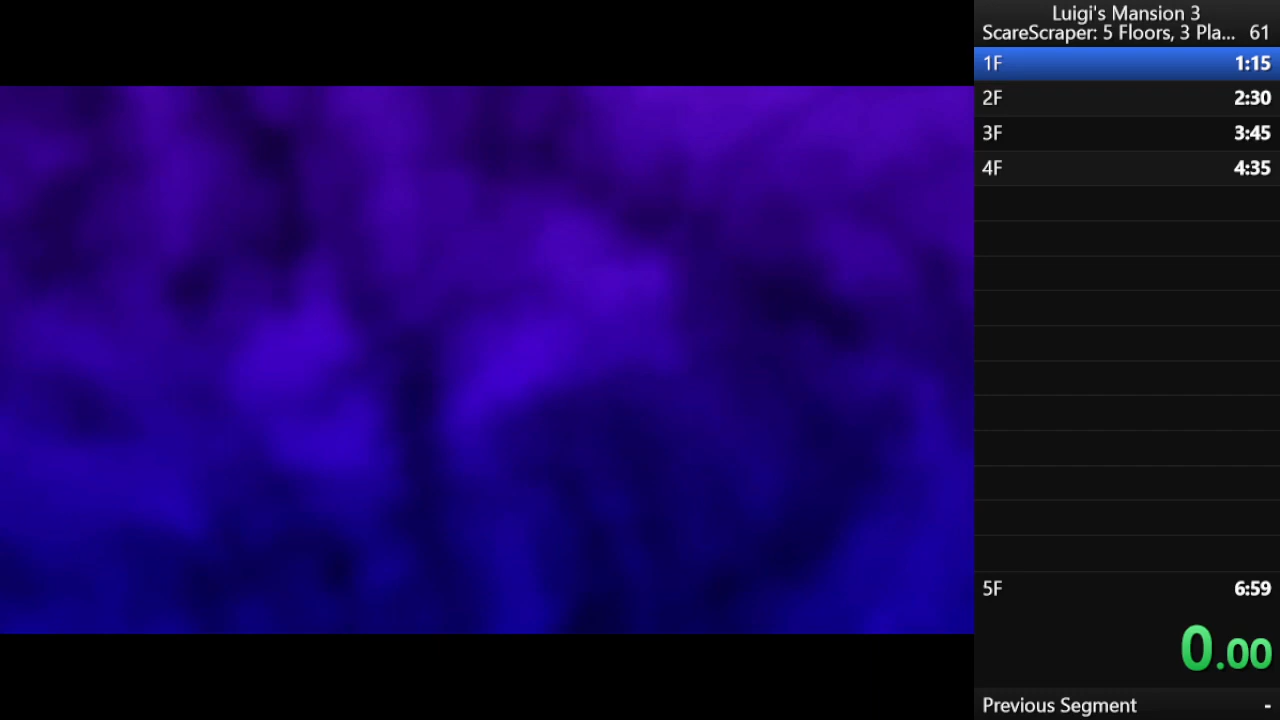 Luigi's Mansion 3
ScareScraper: 5 Floors, 3 Pla... 61
1F 1:15
2F 2:30
3F 3:45
4F 4:35
5F 6:59
0.00
Previous Segment -